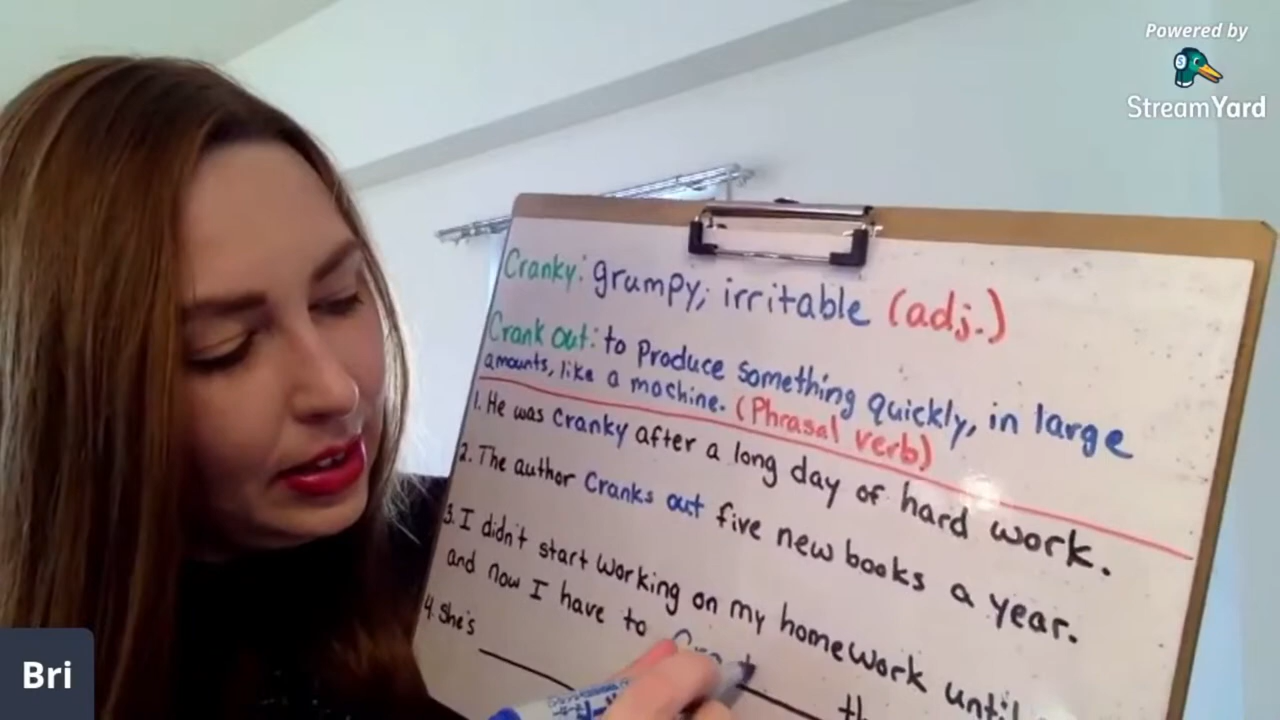 Powered by
StreamYard
Cranky: grumpy; irritable (adj.)
Crank out: to produce something quickly, in large
amounts, like a machine. (Phrasal verb)
1. He was cranky after a long day of hard work.
2. The author cranks out five new books a year.
3. I didn't start working on my homework until
and now I have to
4. She's
Bri